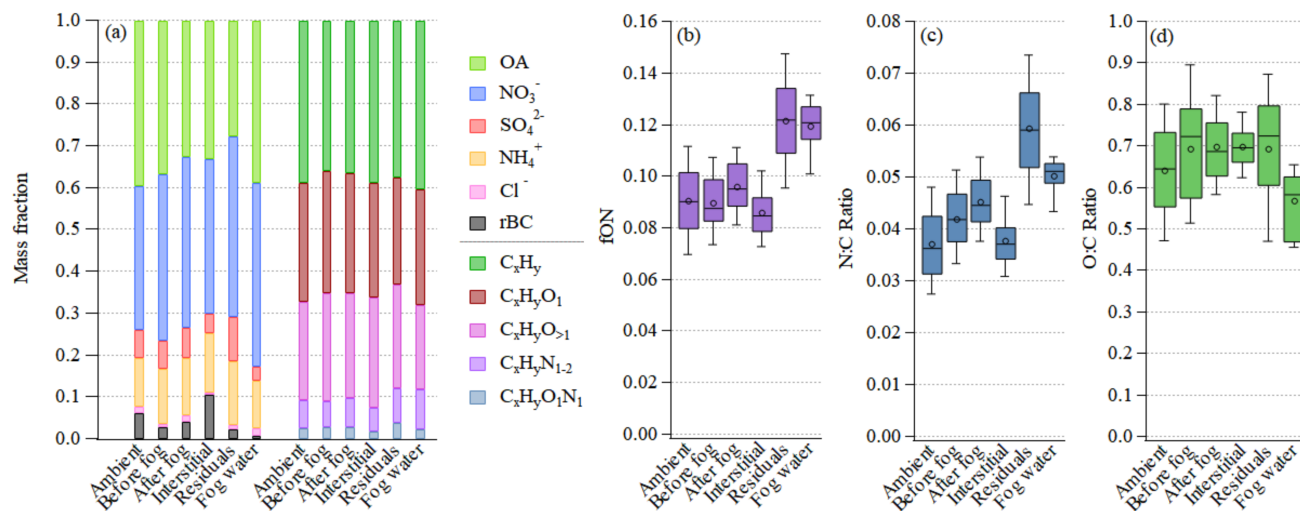 (a)
Mass fraction
1.0
0.9
0.8
0.7
0.6
0.5
0.4
0.3
0.2
0.1
0.0
Ambient
Before fog
After fog
Interstitial
Residuals
Fog water
Ambient
Before fog
After fog
Interstitial
Residuals
Fog water
OA
NO₃⁻
SO₄²⁻
NH₄⁺
Cl⁻
rBC
CₓHᵧ
CₓHᵧO₁
CₓHᵧO>₁
CₓHᵧN₁₋₂
CₓHᵧO₁N₁
(b)
fON
0.16
0.14
0.12
0.10
0.08
0.06
0.04
0.02
0.00
Ambient
Before fog
After fog
Interstitial
Residuals
Fog water
(c)
N:C Ratio
0.08
0.07
0.06
0.05
0.04
0.03
0.02
0.01
0.00
Ambient
Before fog
After fog
Interstitial
Residuals
Fog water
(d)
O:C Ratio
1.0
0.9
0.8
0.7
0.6
0.5
0.4
0.3
0.2
0.1
0.0
Ambient
Before fog
After fog
Interstitial
Residuals
Fog water